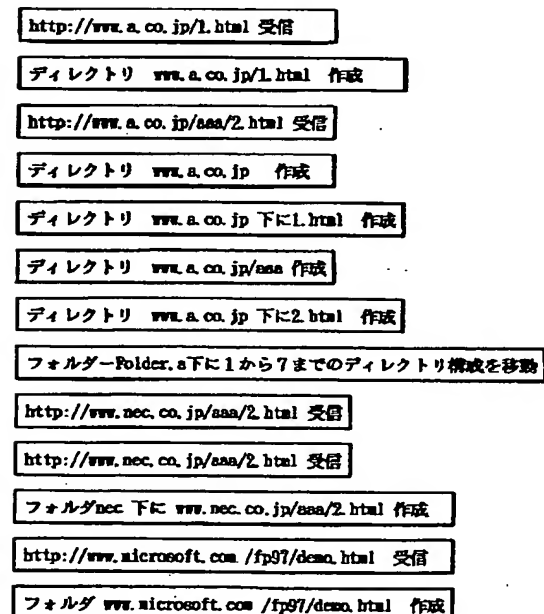 http://www.a.co.jp/1.html 受信
ディレクトリ www.a.co.jp/1.html 作成
http://www.a.co.jp/aaa/2.html 受信
ディレクトリ www.a.co.jp 作成
ディレクトリ www.a.co.jp 下に1.html 作成
ディレクトリ www.a.co.jp/aaa 作成
ディレクトリ www.a.co.jp 下に2.html 作成
フォルダーFolder.a下に1から7までのディレクトリ構成を移動
http://www.nec.co.jp/aaa/2.html 受信
http://www.nec.co.jp/aaa/2.html 受信
フォルダnec 下に www.nec.co.jp/aaa/2.html 作成
http://www.microsoft.com /fp97/demo.html 受信
フォルダ www.microsoft.com /fp97/demo.html 作成